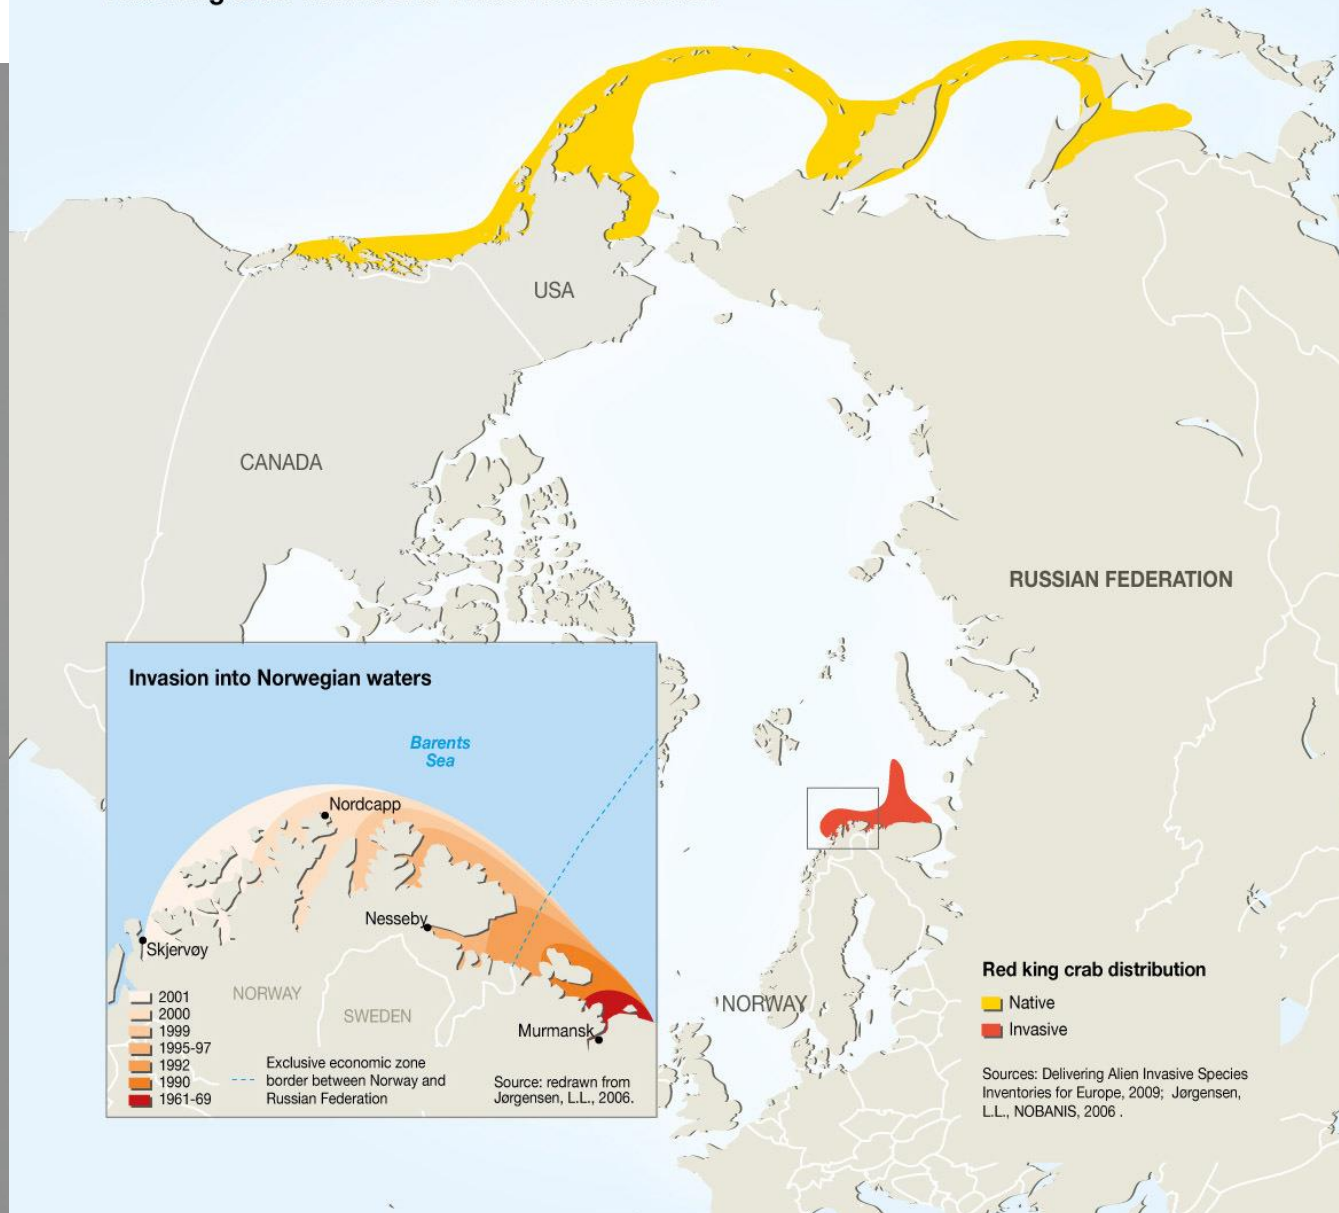 USA
CANADA
RUSSIAN FEDERATION
Invasion into Norwegian waters
Barents
Sea
Nordcapp
Nesseby
Skjervøy
NORWAY
SWEDEN
Murmansk
2001
2000
1999
1995-97
1992
1990
1961-69
Exclusive economic zone
border between Norway and
Russian Federation
Source: redrawn from
Jørgensen, L.L., 2006.
NORWAY
Red king crab distribution
Native
Invasive
Sources: Delivering Alien Invasive Species
Inventories for Europe, 2009; Jørgensen,
L.L., NOBANIS, 2006 .